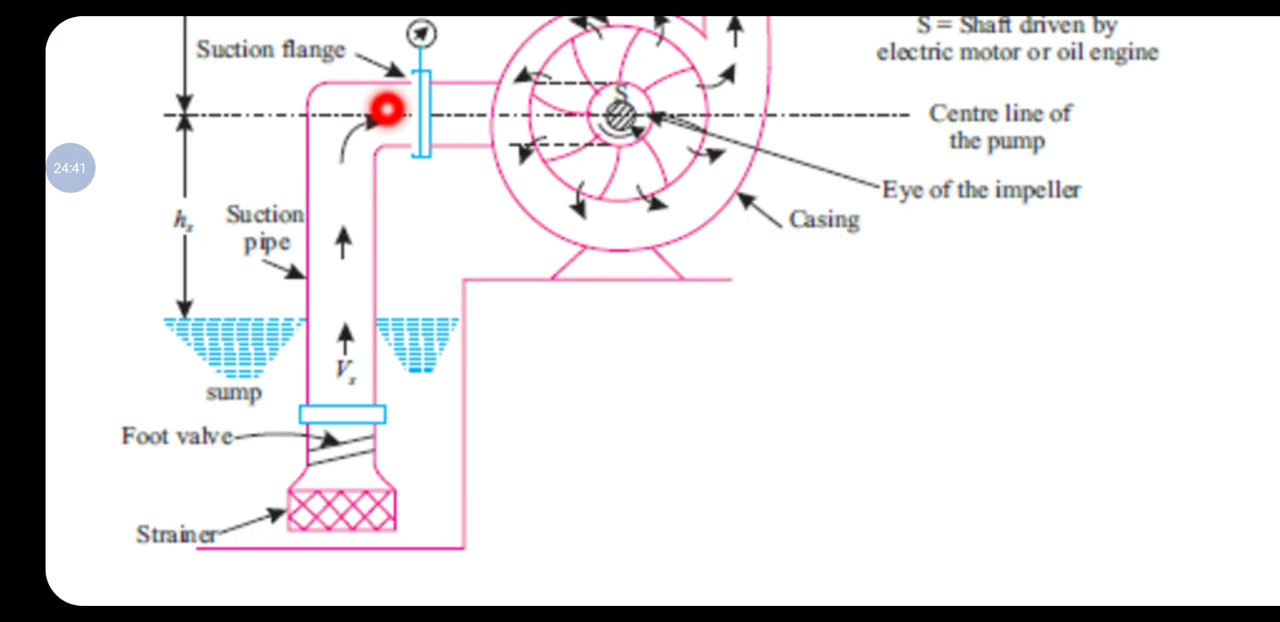 S = Shaft driven by
electric motor or oil engine
Suction flange
S
Centre line of
the pump
24:41
Eye of the impeller
hs
Suction
pipe
Casing
Vs
sump
Foot valve
Strainer